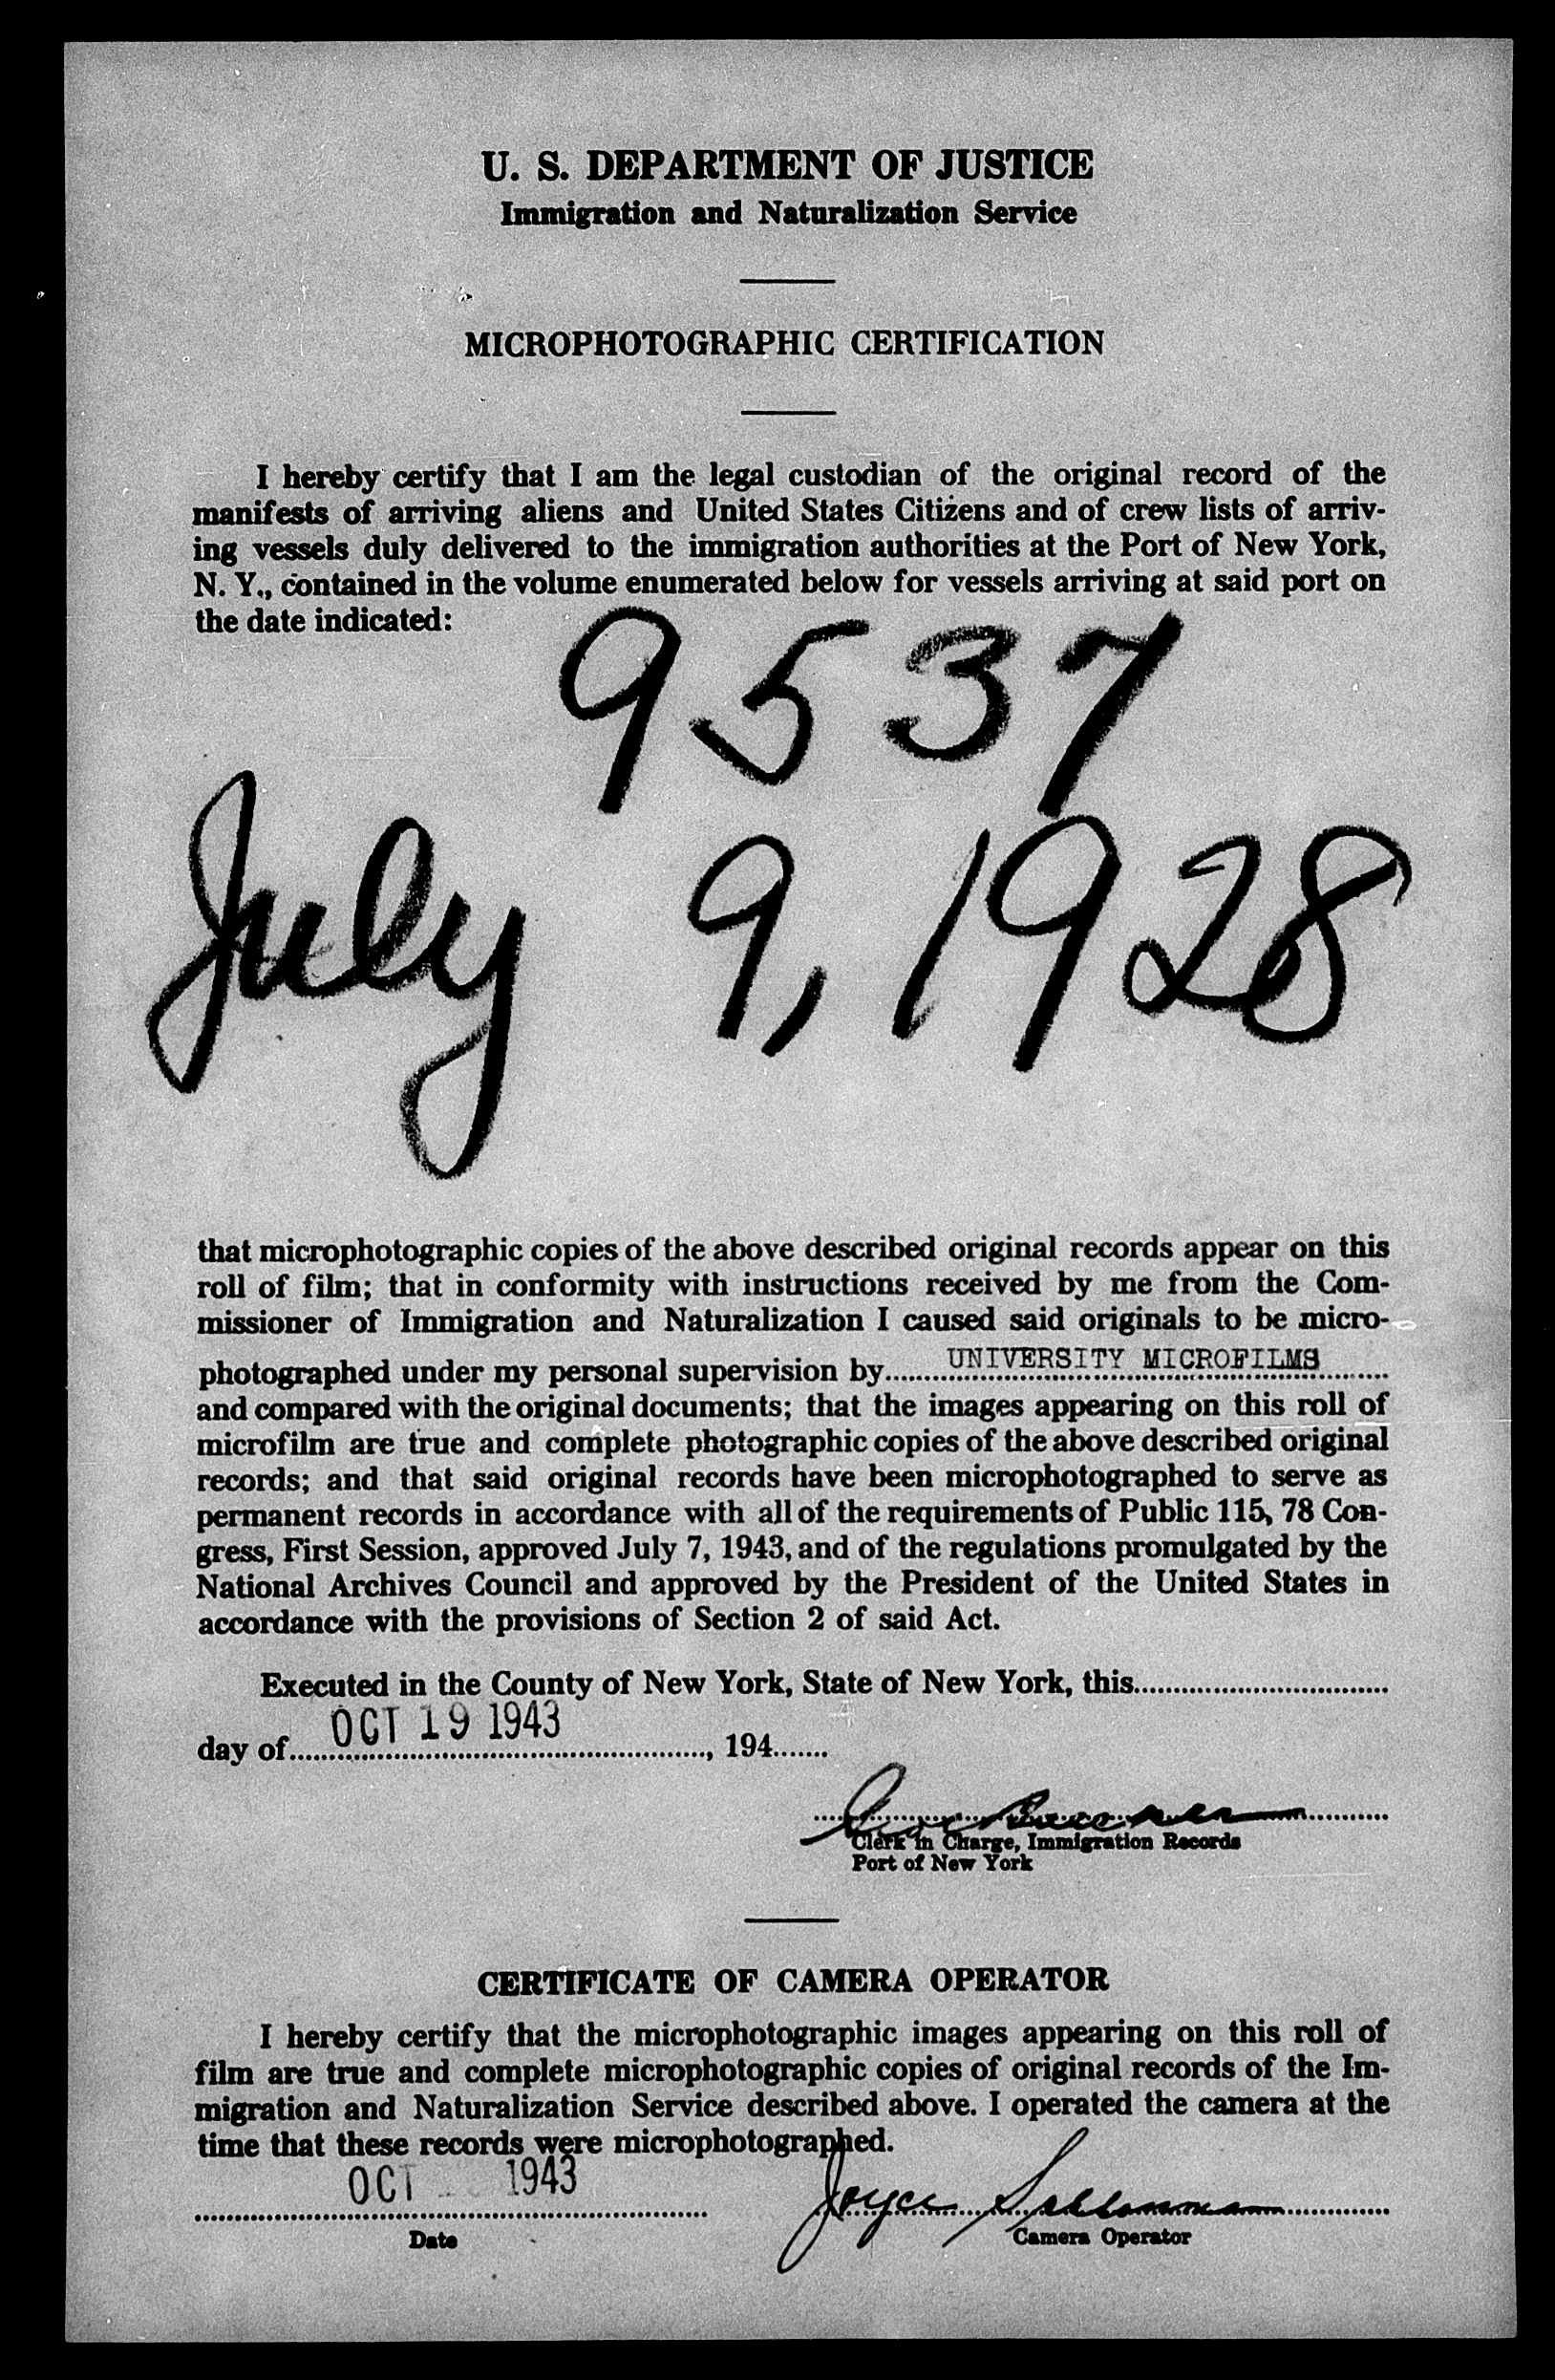 U. S. DEPARTMENT OF JUSTICE
Immigration and Naturalization Service
MICROPHOTOGRAPHIC CERTIFICATION
I hereby certify that I am the legal custodian of the original record of the
manifests of arriving aliens and United States Citizens and of crew lists of arriv-
ing vessels duly delivered to the immigration authorities at the Port of New York,
N. Y., contained in the volume enumerated below for vessels arriving at said port on
the date indicated:
9537
July 9, 1928
that microphotographic copies of the above described original records appear on this
roll of film; that in conformity with instructions received by me from the Com-
missioner of Immigration and Naturalization I caused said originals to be micro-
photographed under my personal supervision by UNIVERSITY MICROFILMS
and compared with the original documents; that the images appearing on this roll of
microfilm are true and complete photographic copies of the above described original
records; and that said original records have been microphotographed to serve as
permanent records in accordance with all of the requirements of Public 115, 78 Con-
gress, First Session, approved July 7, 1943, and of the regulations promulgated by the
National Archives Council and approved by the President of the United States in
accordance with the provisions of Section 2 of said Act.
Executed in the County of New York, State of New York, this
day of OCT 19 1943, 194
Clerk in Charge, Immigration Records
Port of New York
CERTIFICATE OF CAMERA OPERATOR
I hereby certify that the microphotographic images appearing on this roll of
film are true and complete microphotographic copies of original records of the Im-
migration and Naturalization Service described above. I operated the camera at the
time that these records were microphotographed.
OCT 1943 Joyce
Date Camera Operator